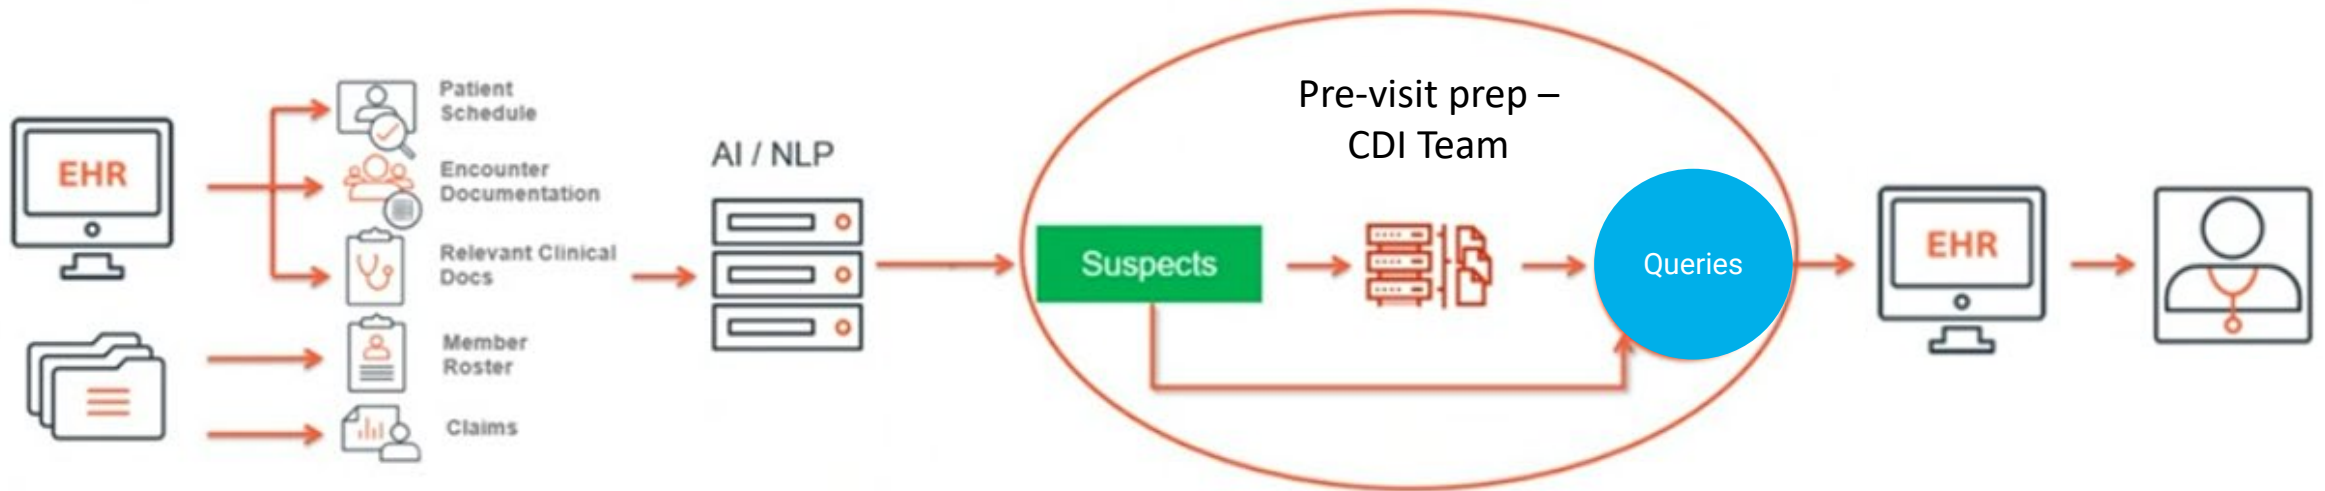 EHR
Patient
Schedule
Encounter
Documentation
Relevant Clinical
Docs
Member
Roster
Claims
AI / NLP
Pre-visit prep –
CDI Team
Suspects
Queries
EHR